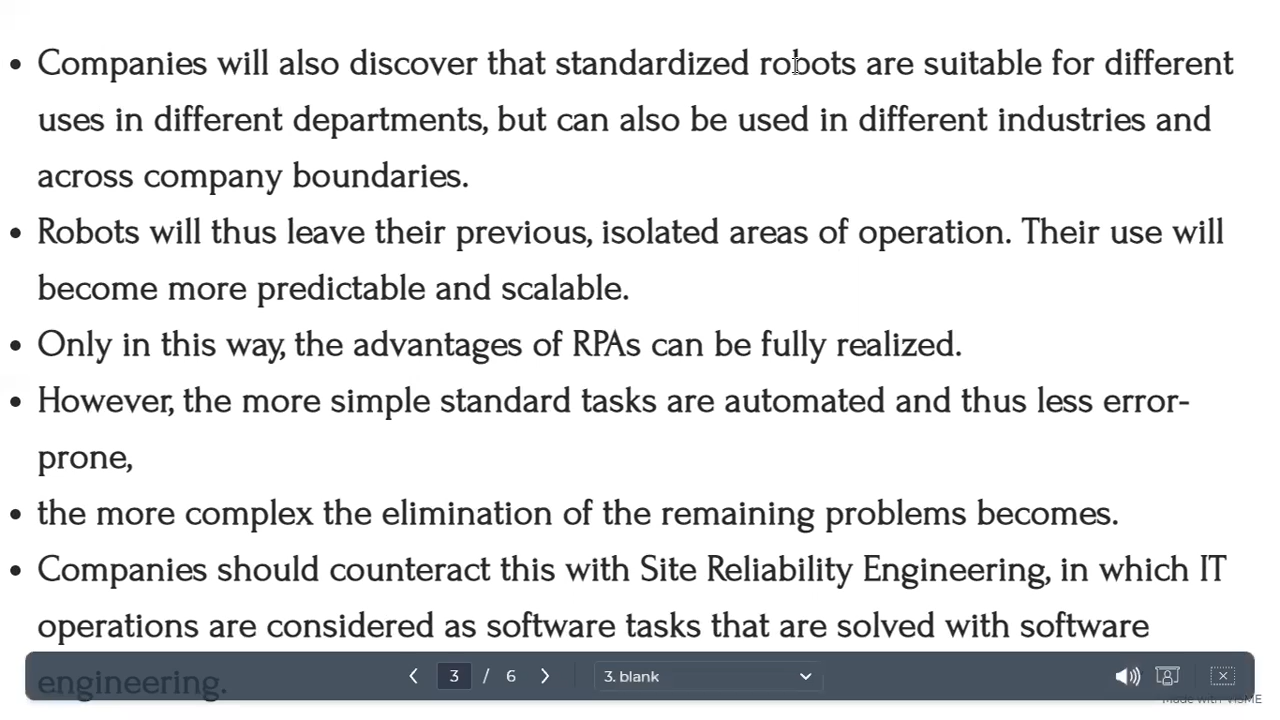 • Companies will also discover that standardized robots are suitable for different
uses in different departments, but can also be used in different industries and
across company boundaries.
• Robots will thus leave their previous, isolated areas of operation. Their use will
become more predictable and scalable.
• Only in this way, the advantages of RPAs can be fully realized.
• However, the more simple standard tasks are automated and thus less error-
prone,
• the more complex the elimination of the remaining problems becomes.
• Companies should counteract this with Site Reliability Engineering, in which IT
operations are considered as software tasks that are solved with software
engineering.
3 / 6 3. blank
Made with VISME